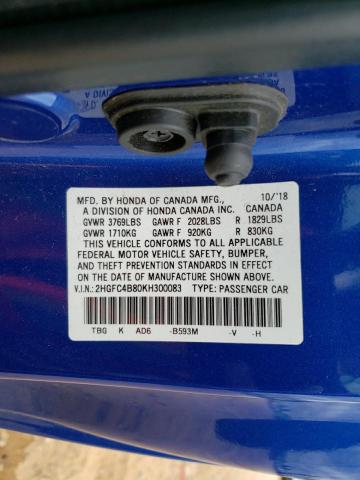 MFD. BY HONDA OF CANADA MFG., 10/'18
A DIVISION OF HONDA CANADA INC. CANADA
GVWR 3769LBS GAWR F 2028LBS R 1829LBS
GVWR 1710KG GAWR F 920KG R 830KG
THIS VEHICLE CONFORMS TO ALL APPLICABLE
FEDERAL MOTOR VEHICLE SAFETY, BUMPER,
AND THEFT PREVENTION STANDARDS IN EFFECT
ON THE DATE OF MANUFACTURE SHOWN ABOVE.
V.I.N.: 2HGFC4B80KH300083 TYPE: PASSENGER CAR
TBG K AD6 -B593M -V -H